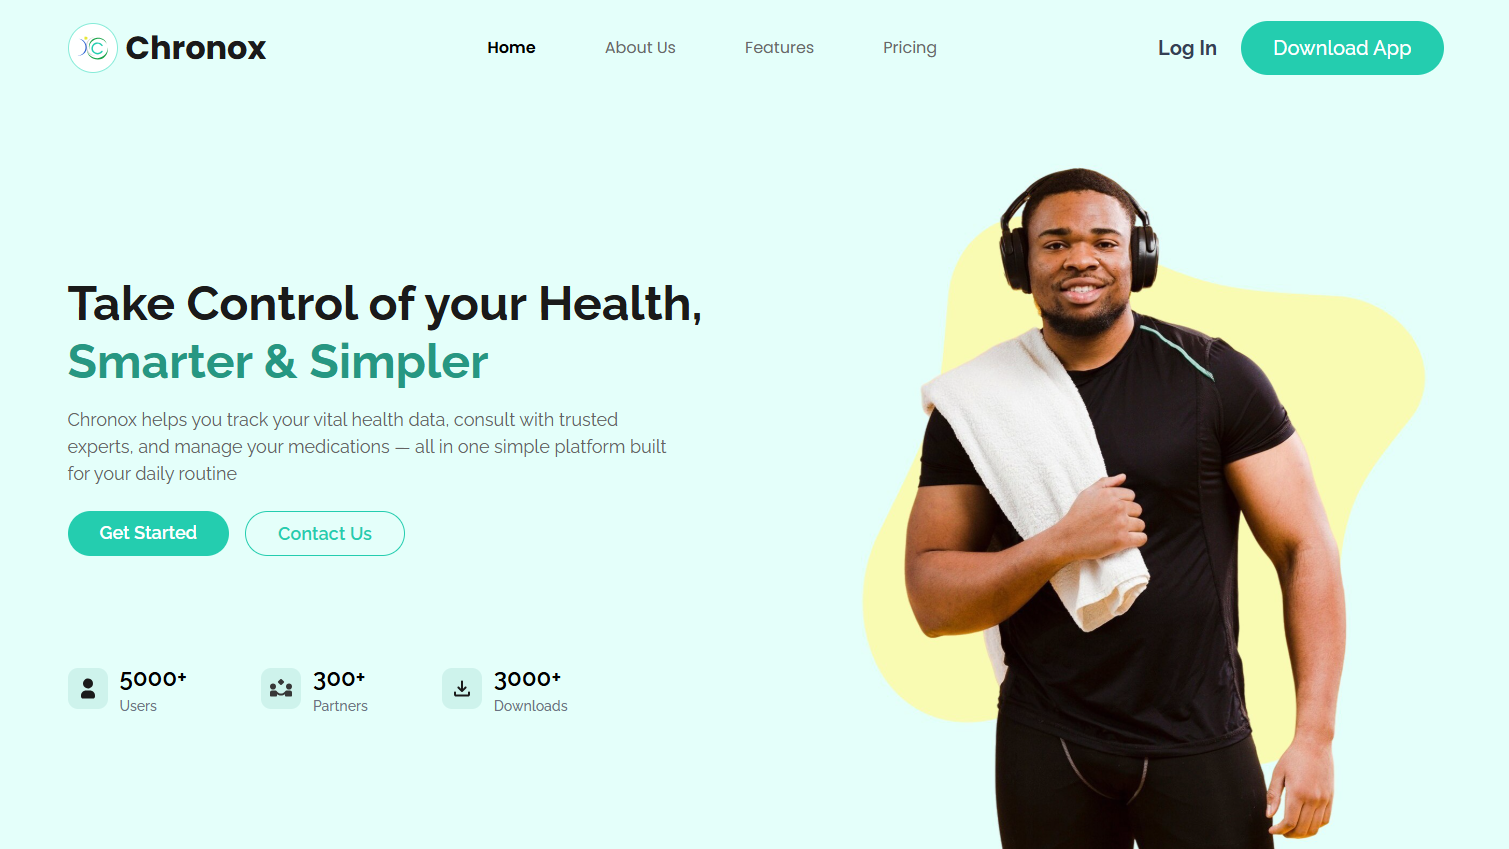 Chronox
Home
About Us
Features
Pricing
Log In
Download App
Take Control of your Health,
Smarter & Simpler
Chronox helps you track your vital health data, consult with trusted
experts, and manage your medications — all in one simple platform built
for your daily routine
Get Started
Contact Us
5000+
Users
300+
Partners
3000+
Downloads